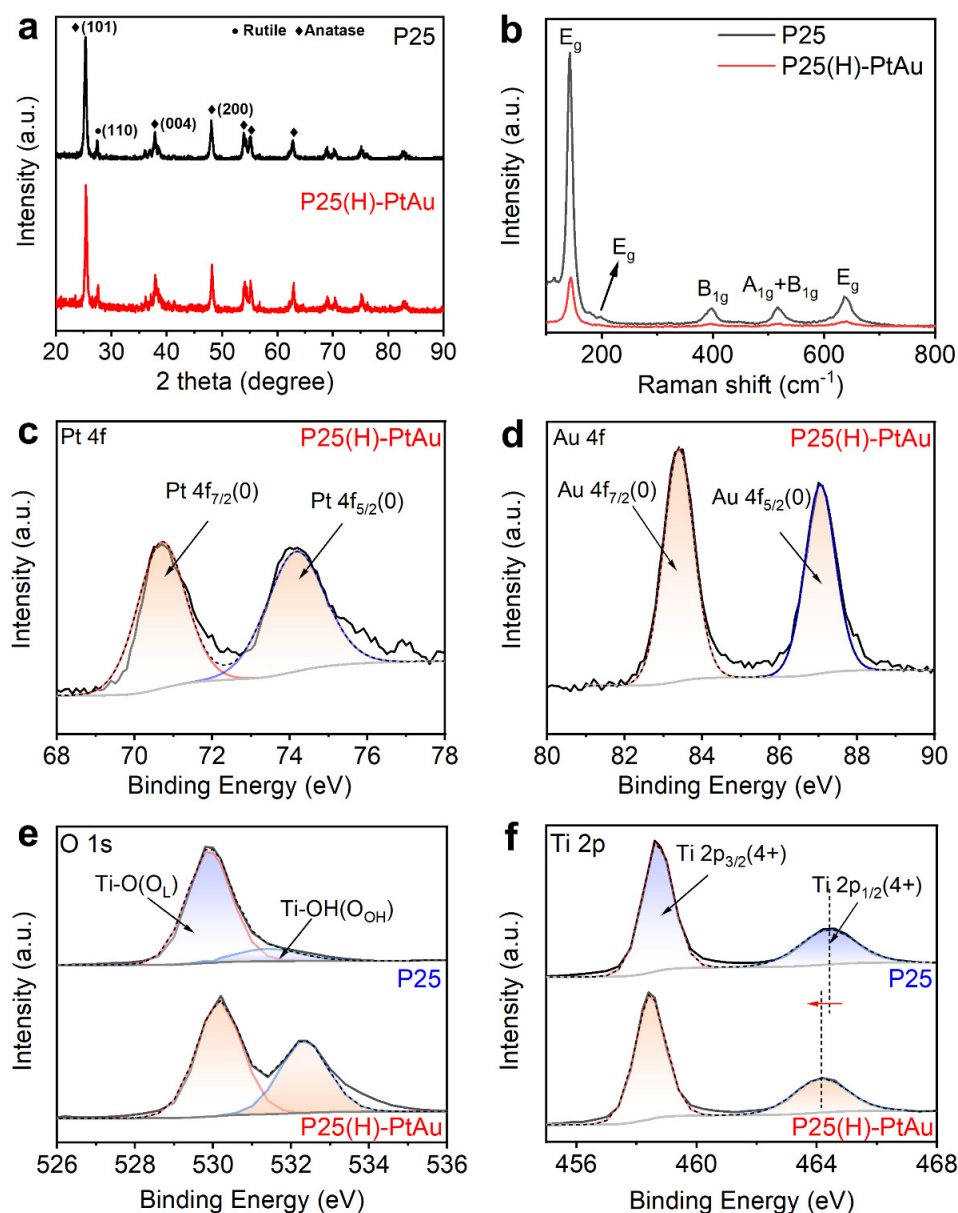 a
◆(101)
● Rutile ◆Anatase
P25
●(110)
◆(004)
◆(200)
◆◆
◆
P25(H)-PtAu
Intensity (a.u.)
20 30 40 50 60 70 80 90
2 theta (degree)
b
Eg
P25
P25(H)-PtAu
Eg
B1g
A1g+B1g
Eg
Intensity (a.u.)
200 400 600 800
Raman shift (cm-1)
c
Pt 4f
P25(H)-PtAu
Pt 4f7/2(0)
Pt 4f5/2(0)
Intensity (a.u.)
68 70 72 74 76 78
Binding Energy (eV)
d
Au 4f
P25(H)-PtAu
Au 4f7/2(0)
Au 4f5/2(0)
Intensity (a.u.)
80 82 84 86 88 90
Binding Energy (eV)
e
O 1s
Ti-O(OL)
Ti-OH(OOH)
P25
P25(H)-PtAu
Intensity (a.u.)
526 528 530 532 534 536
Binding Energy (eV)
f
Ti 2p
Ti 2p3/2(4+)
Ti 2p1/2(4+)
P25
P25(H)-PtAu
Intensity (a.u.)
456 460 464 468
Binding Energy (eV)